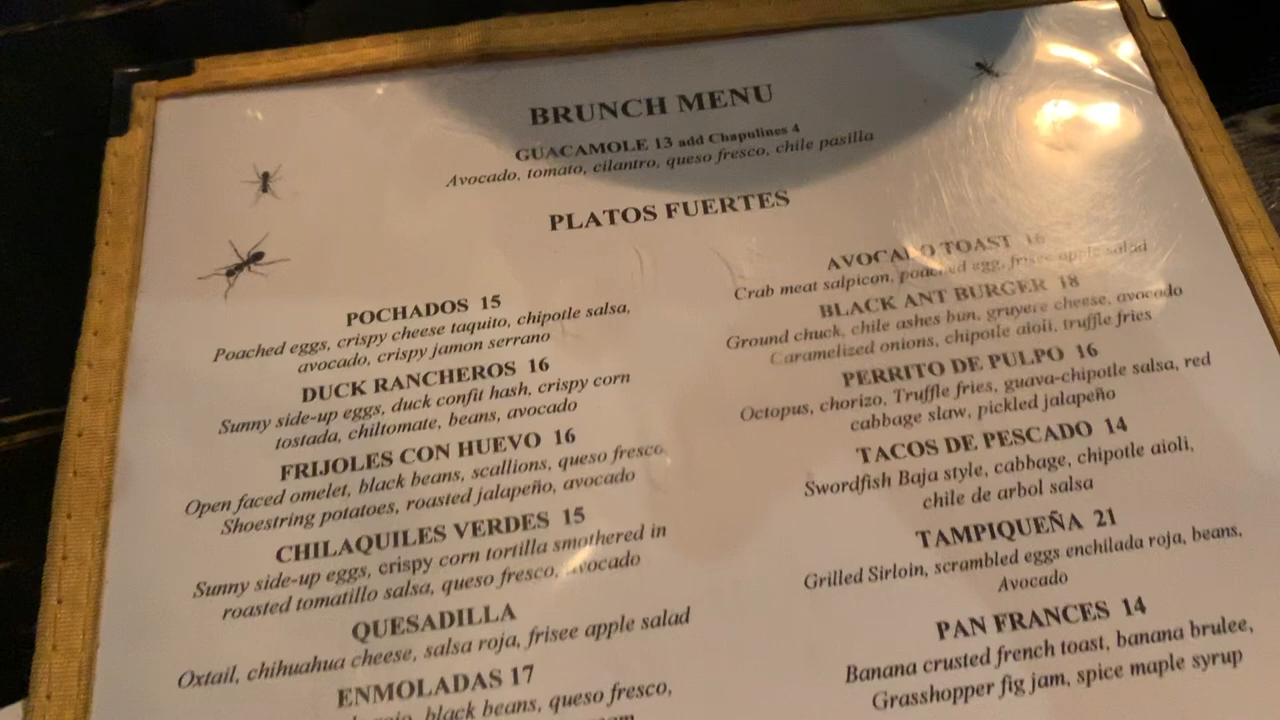 BRUNCH MENU
GUACAMOLE 13 add Chapulines 4
Avocado, tomato, cilantro, queso fresco, chile pasilla
PLATOS FUERTES
POCHADOS 15
Poached eggs, crispy cheese taquito, chipotle salsa,
avocado, crispy jamon serrano
DUCK RANCHEROS 16
Sunny side-up eggs, duck confit hash, crispy corn
tostada, chiltomate, beans, avocado
FRIJOLES CON HUEVO 16
Open faced omelet, black beans, scallions, queso fresco
Shoestring potatoes, roasted jalapeño, avocado
CHILAQUILES VERDES 15
Sunny side-up eggs, crispy corn tortilla smothered in
roasted tomatillo salsa, queso fresco, avocado
QUESADILLA
Oxtail, chihuahua cheese, salsa roja, frisee apple salad
ENMOLADAS 17
black beans, queso fresco,
AVOCADO TOAST 16
Crab meat salpicon, poached egg, frisee apple salad
BLACK ANT BURGER 18
Ground chuck, chile ashes bun, gruyere cheese, avocado
Caramelized onions, chipotle aioli, truffle fries
PERRITO DE PULPO 16
Octopus, chorizo, Truffle fries, guava-chipotle salsa, red
cabbage slaw, pickled jalapeño
TACOS DE PESCADO 14
Swordfish Baja style, cabbage, chipotle aioli,
chile de arbol salsa
TAMPIQUEÑA 21
Grilled Sirloin, scrambled eggs enchilada roja, beans,
Avocado
PAN FRANCES 14
Banana crusted french toast, banana brulee,
Grasshopper fig jam, spice maple syrup